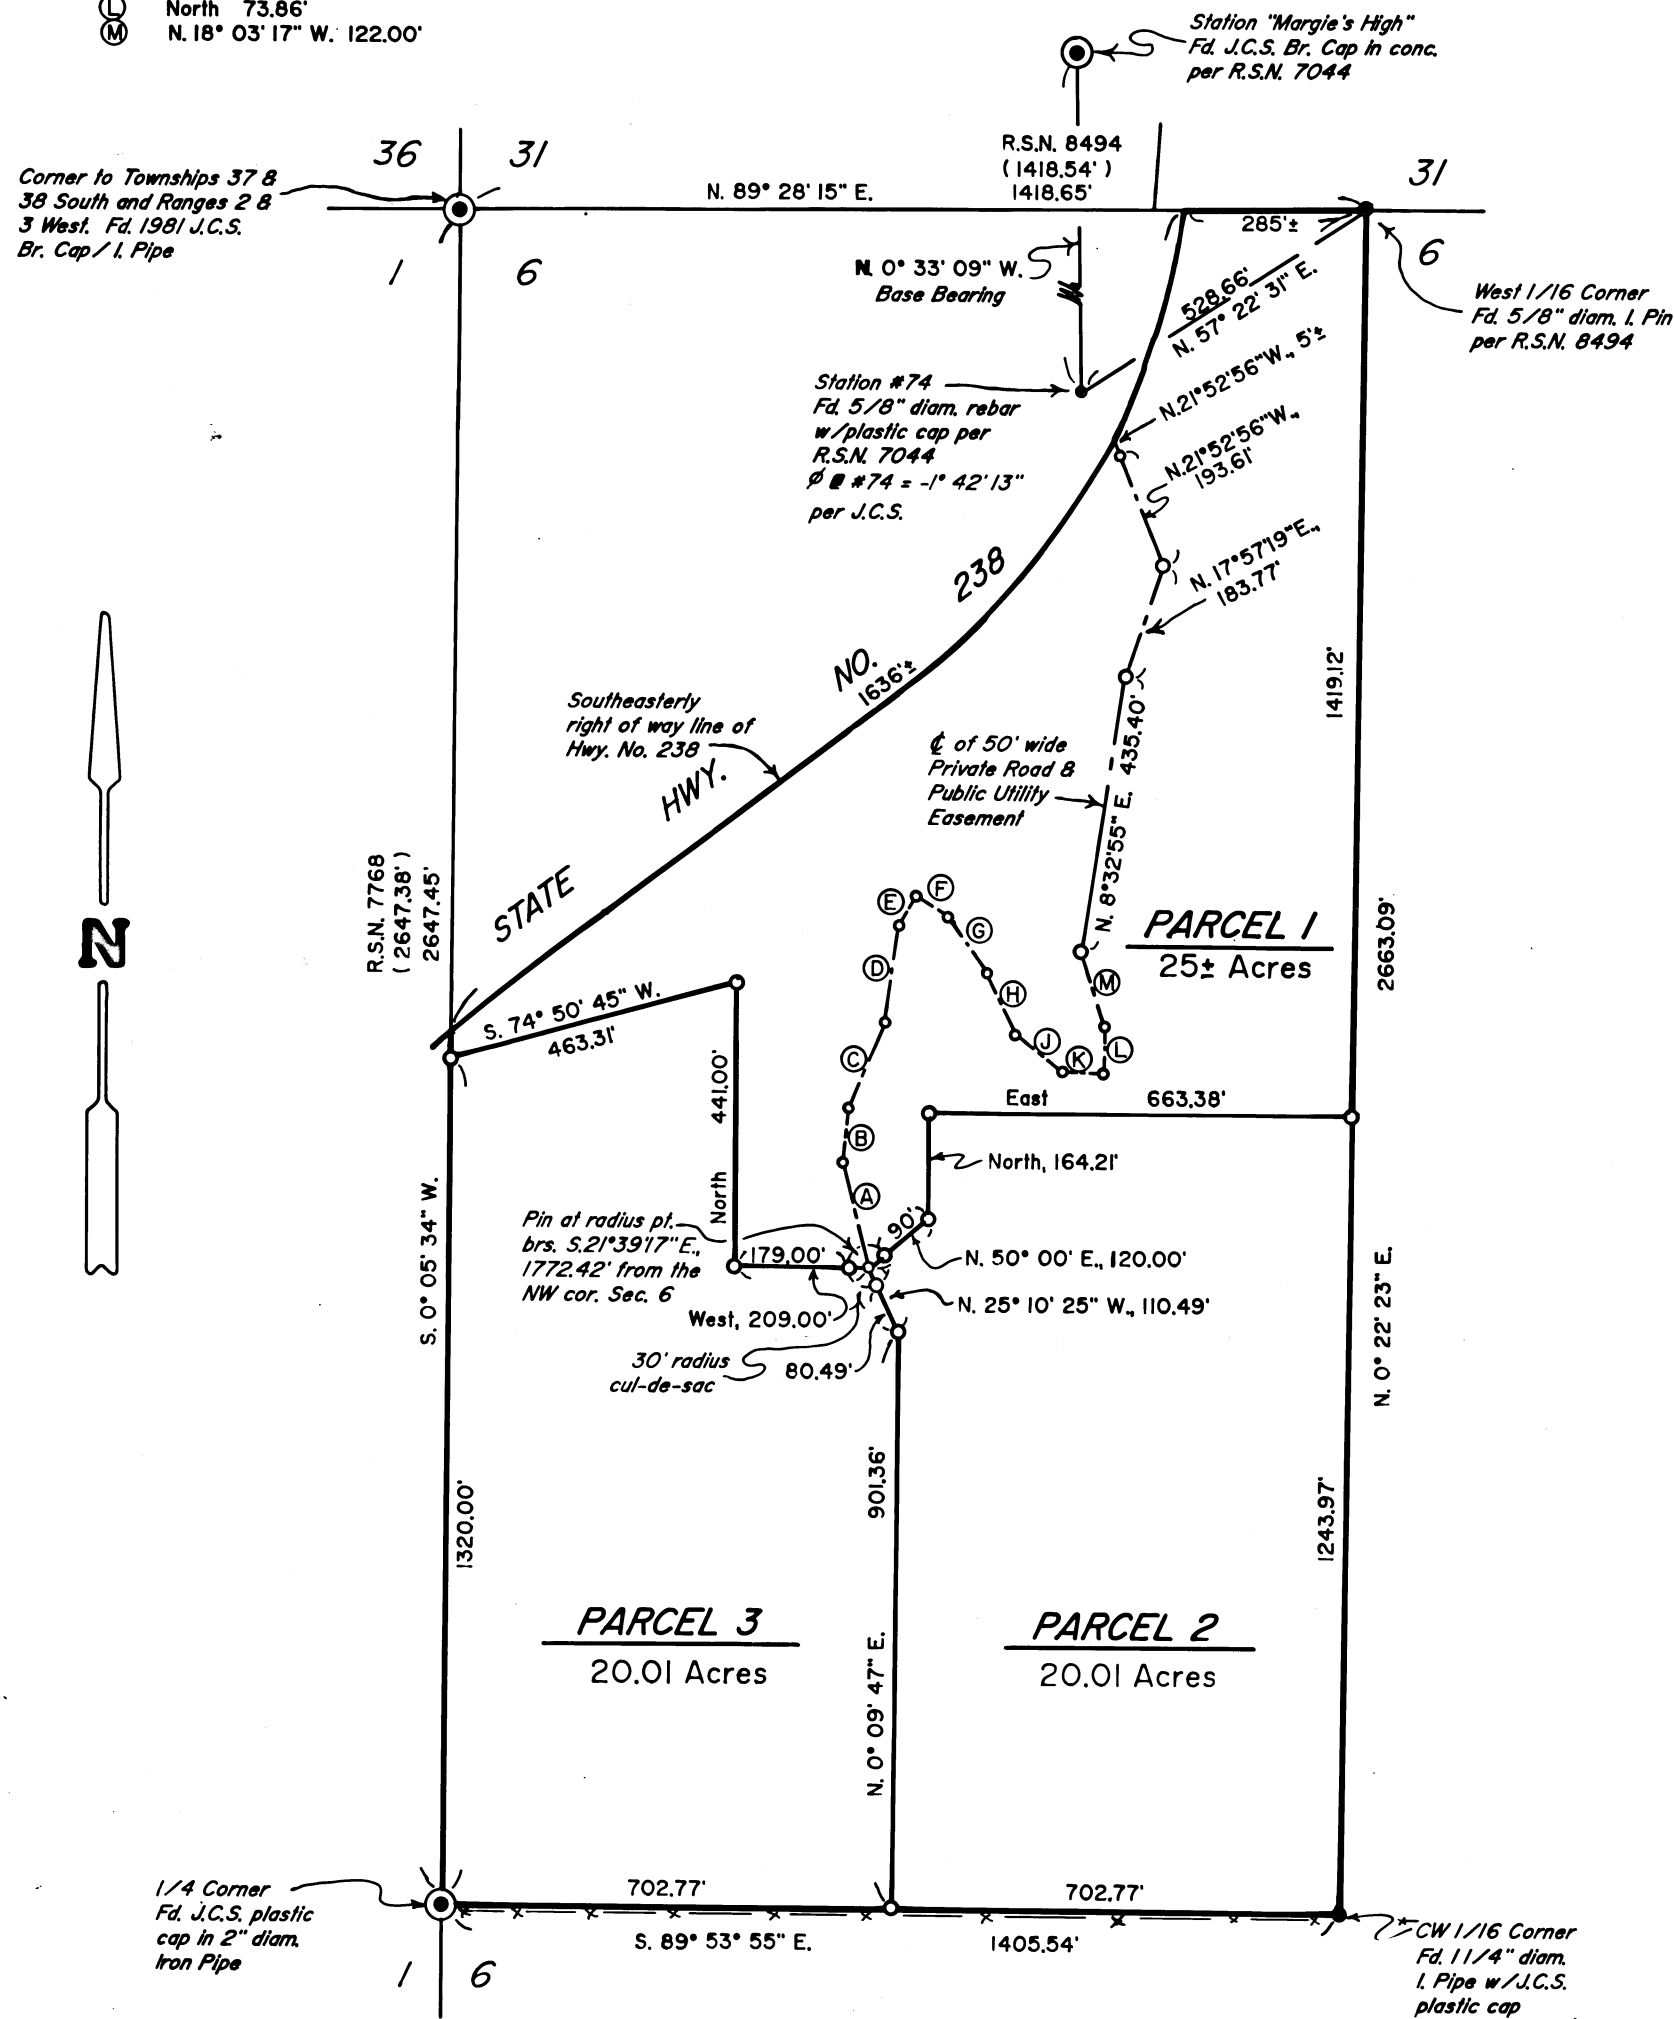 Ⓛ North 73.86'
Ⓜ N. 18° 03' 17" W. 122.00'
Station "Margie's High"
Fd. J.C.S. Br. Cap in conc.
per R.S.N. 7044
36
31
R.S.N. 8494
( 1418.54' )
1418.65'
N. 89° 28' 15" E.
31
285'±
Corner to Townships 37 &
38 South and Ranges 2 &
3 West. Fd. 1981 J.C.S.
Br. Cap / I. Pipe
1
6
6
N. 0° 33' 09" W.
Base Bearing
528.66'
N. 57° 22' 31" E.
West 1/16 Corner
Fd. 5/8" diam. I. Pin
per R.S.N. 8494
N.21°52'56"W., 5'±
Station #74
Fd. 5/8" diam. rebar
w/plastic cap per
R.S.N. 7044
∅ @ #74 = -1° 42' 13"
per J.C.S.
N.21°52'56"W.,
193.61'
N. 17°57'19"E.,
183.77'
STATE HWY. NO. 238
1636'±
1419.12'
Southeasterly
right of way line of
Hwy. No. 238
℄ of 50' wide
Private Road &
Public Utility
Easement
N. 8°32'55" E. 435.40'
R.S.N. 7768
( 2647.38' )
2647.45'
N
PARCEL 1
25± Acres
2663.09'
Ⓔ
Ⓕ
Ⓖ
Ⓓ
Ⓗ
Ⓜ
S. 74° 50' 45" W.
463.31'
Ⓒ
Ⓙ
Ⓚ
Ⓛ
North 441.00'
East 663.38'
Ⓑ
North, 164.21'
Ⓐ
S. 0° 05' 34" W.
Pin at radius pt.
brs. S.21°39'17"E.,
1772.42' from the
NW cor. Sec. 6
179.00'
90'
N. 50° 00' E., 120.00'
West, 209.00'
N. 25° 10' 25" W., 110.49'
30' radius
cul-de-sac
80.49'
N. 0° 22' 23" E.
1320.00'
901.36'
1243.97'
PARCEL 3
20.01 Acres
PARCEL 2
20.01 Acres
N. 0° 09' 47" E.
1/4 Corner
Fd. J.C.S. plastic
cap in 2" diam.
Iron Pipe
702.77'
702.77'
S. 89° 53' 55" E.
1405.54'
1
6
CW 1/16 Corner
Fd. 1 1/4" diam.
I. Pipe w/J.C.S.
plastic cap